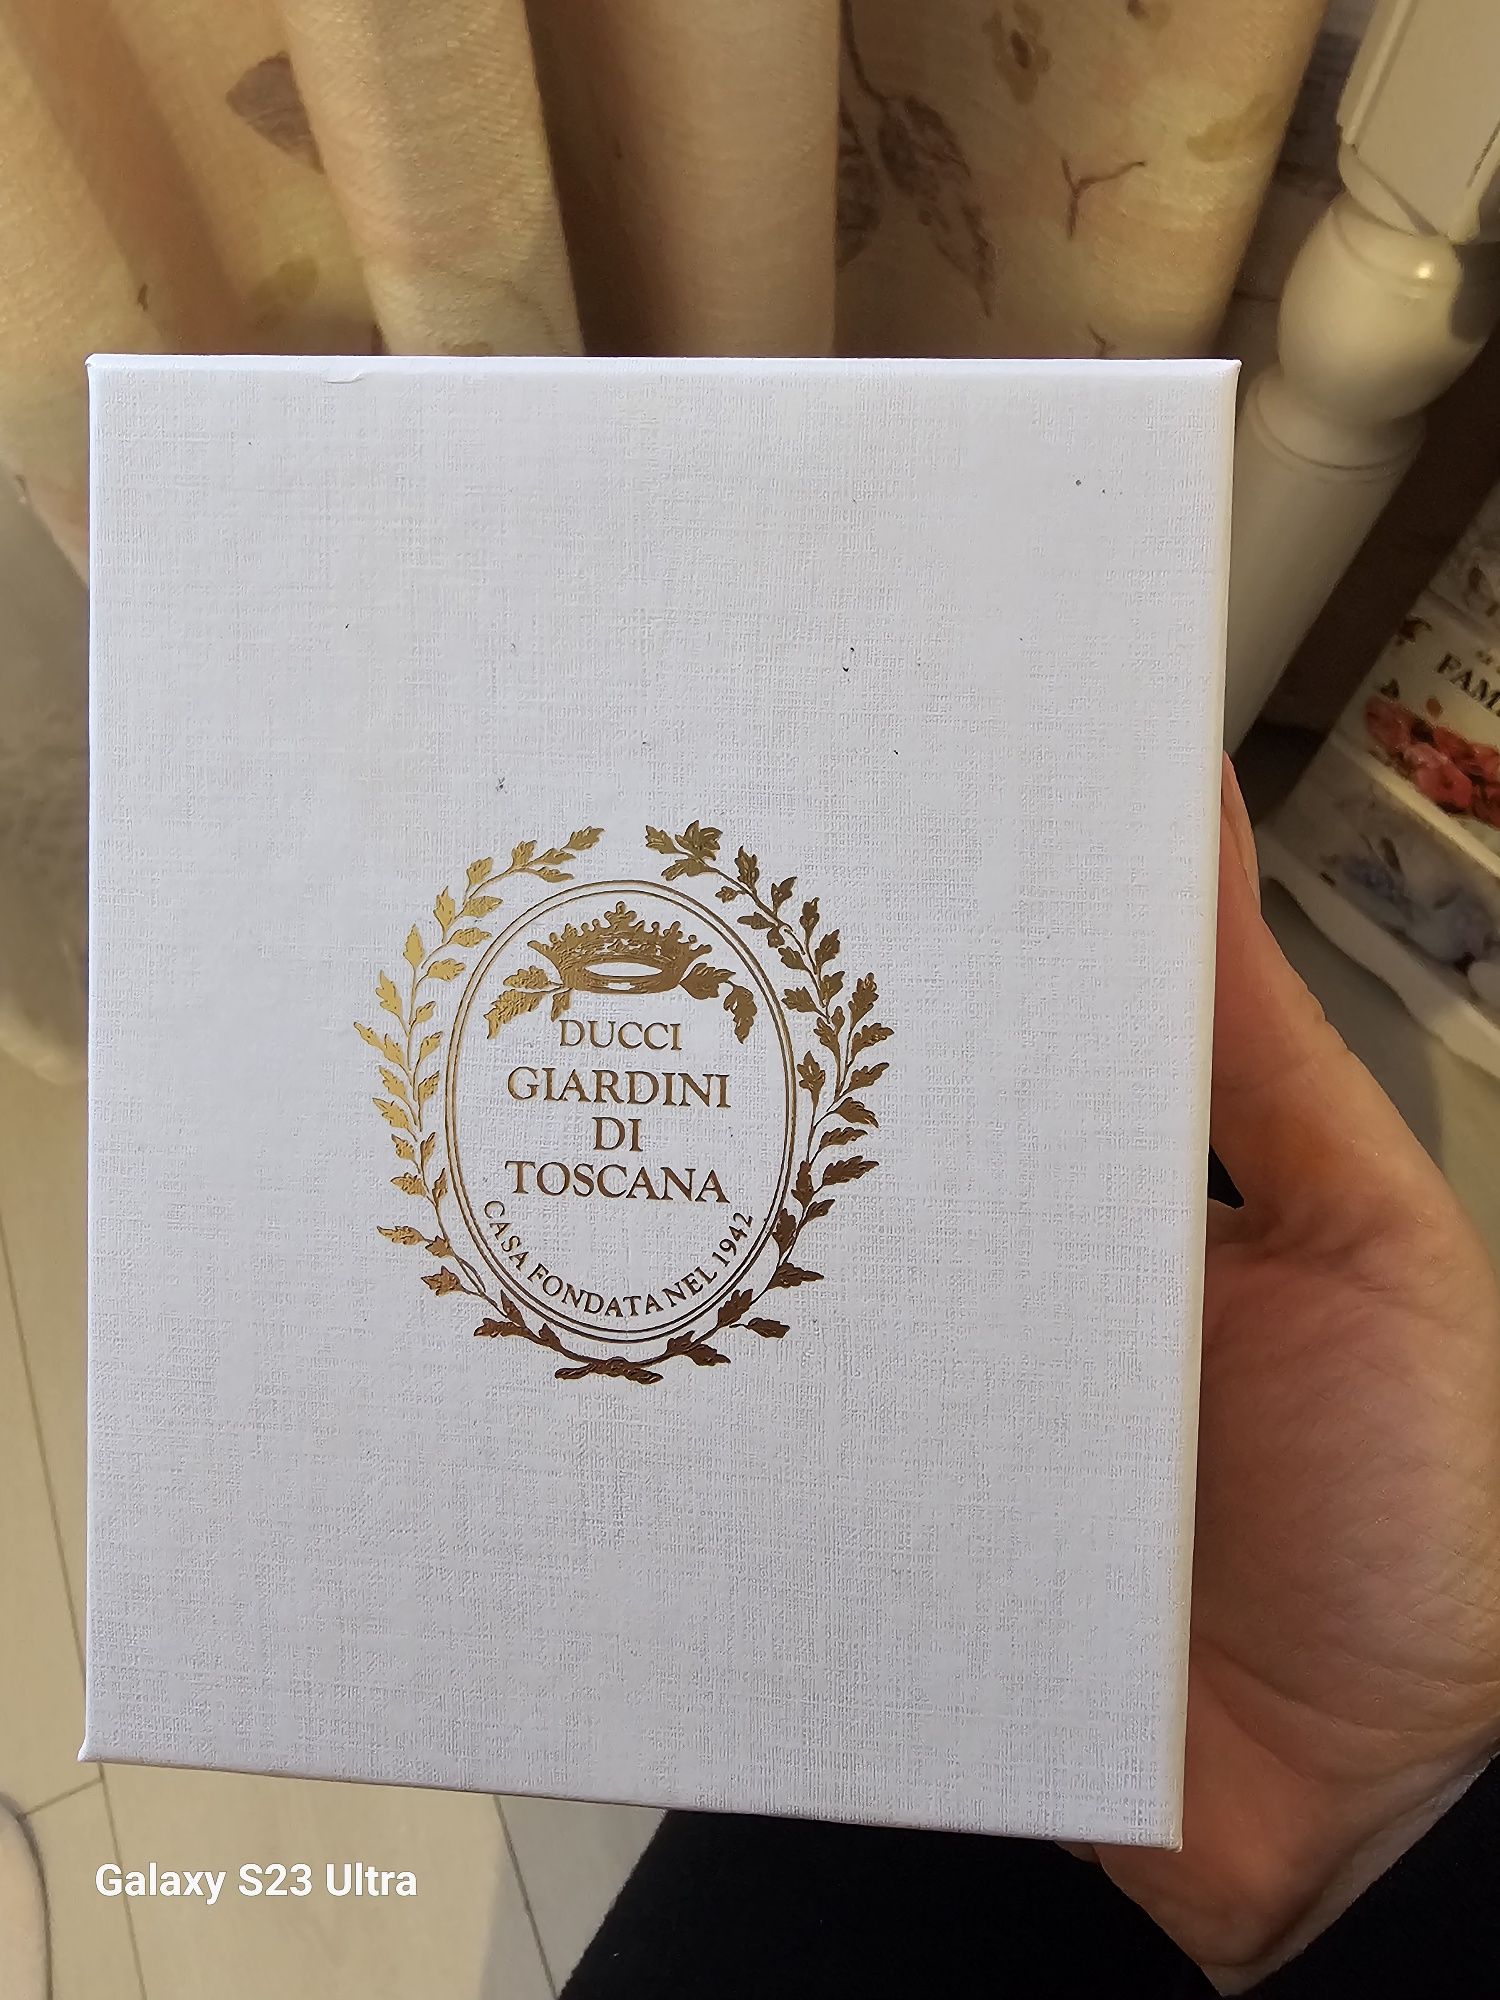 DUCCI
GIARDINI
DI
TOSCANA
CASA FONDATA NEL 1942
Galaxy S23 Ultra